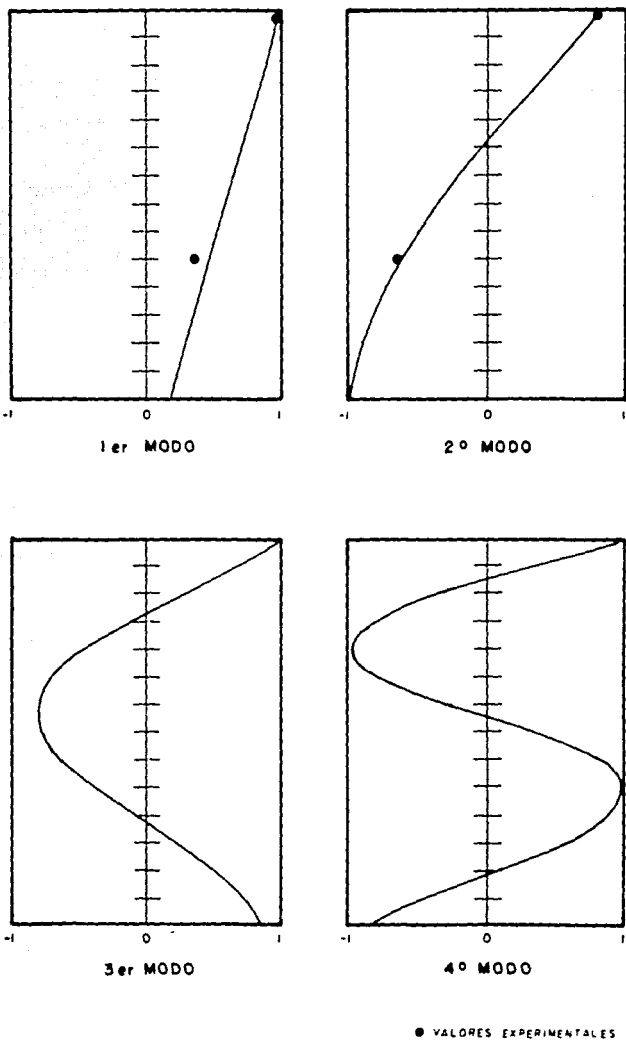 -1 0 1 -1 0 1
1er MODO 2º MODO
-1 0 1 -1 0 1
3er MODO 4º MODO
● VALORES EXPERIMENTALES